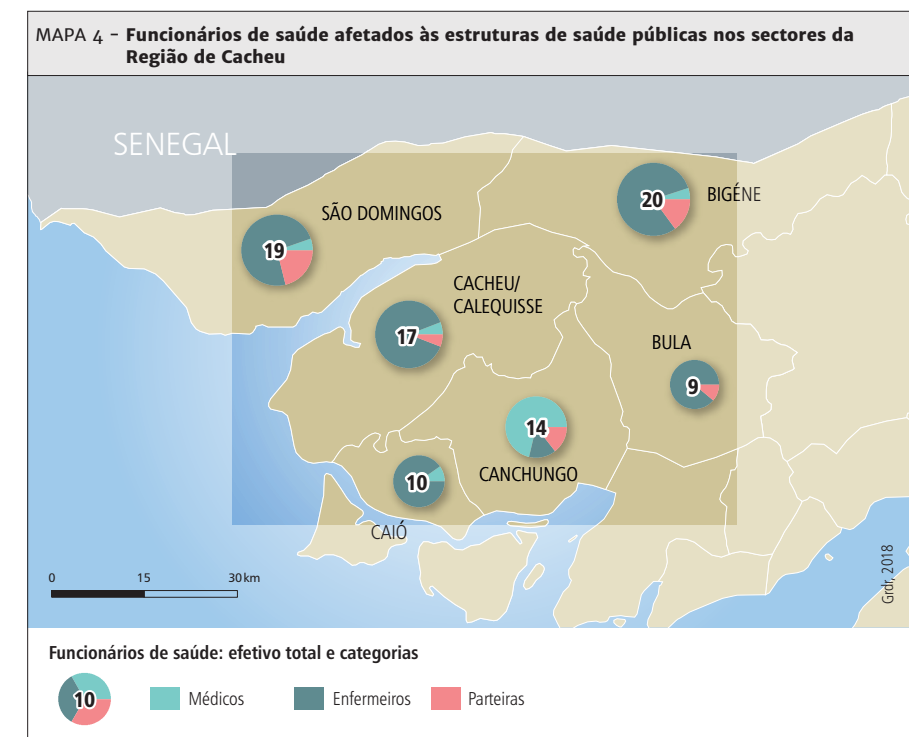 MAPA 4 - Funcionários de saúde afetados às estruturas de saúde públicas nos sectores da
Região de Cacheu
SENEGAL
20
BIGÉNE
SÃO DOMINGOS
19
CACHEU/
CALEQUISSE
17
BULA
9
14
CANCHUNGO
10
CAIÓ
0 15 30 km
Grdr, 2018
Funcionários de saúde: efetivo total e categorias
10 Médicos Enfermeiros Parteiras